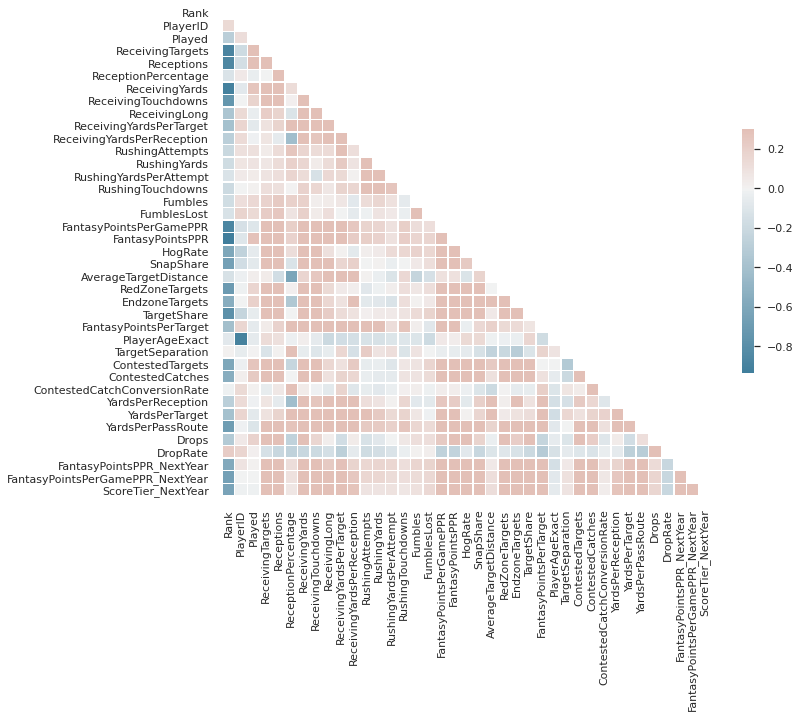 Rank
PlayerID
Played
ReceivingTargets
Receptions
ReceptionPercentage
ReceivingYards
ReceivingTouchdowns
ReceivingLong
ReceivingYardsPerTarget
ReceivingYardsPerReception
RushingAttempts
RushingYards
RushingYardsPerAttempt
RushingTouchdowns
Fumbles
FumblesLost
FantasyPointsPerGamePPR
FantasyPointsPPR
HogRate
SnapShare
AverageTargetDistance
RedZoneTargets
EndzoneTargets
TargetShare
FantasyPointsPerTarget
PlayerAgeExact
TargetSeparation
ContestedTargets
ContestedCatches
ContestedCatchConversionRate
YardsPerReception
YardsPerTarget
YardsPerPassRoute
Drops
DropRate
FantasyPointsPPR_NextYear
FantasyPointsPerGamePPR_NextYear
ScoreTier_NextYear
Rank
PlayerID
Played
ReceivingTargets
Receptions
ReceptionPercentage
ReceivingYards
ReceivingTouchdowns
ReceivingLong
ReceivingYardsPerTarget
ReceivingYardsPerReception
RushingAttempts
RushingYards
RushingYardsPerAttempt
RushingTouchdowns
Fumbles
FumblesLost
FantasyPointsPerGamePPR
FantasyPointsPPR
HogRate
SnapShare
AverageTargetDistance
RedZoneTargets
EndzoneTargets
TargetShare
FantasyPointsPerTarget
PlayerAgeExact
TargetSeparation
ContestedTargets
ContestedCatches
ContestedCatchConversionRate
YardsPerReception
YardsPerTarget
YardsPerPassRoute
Drops
DropRate
FantasyPointsPPR_NextYear
FantasyPointsPerGamePPR_NextYear
ScoreTier_NextYear
0.2
0.0
−0.2
−0.4
−0.6
−0.8